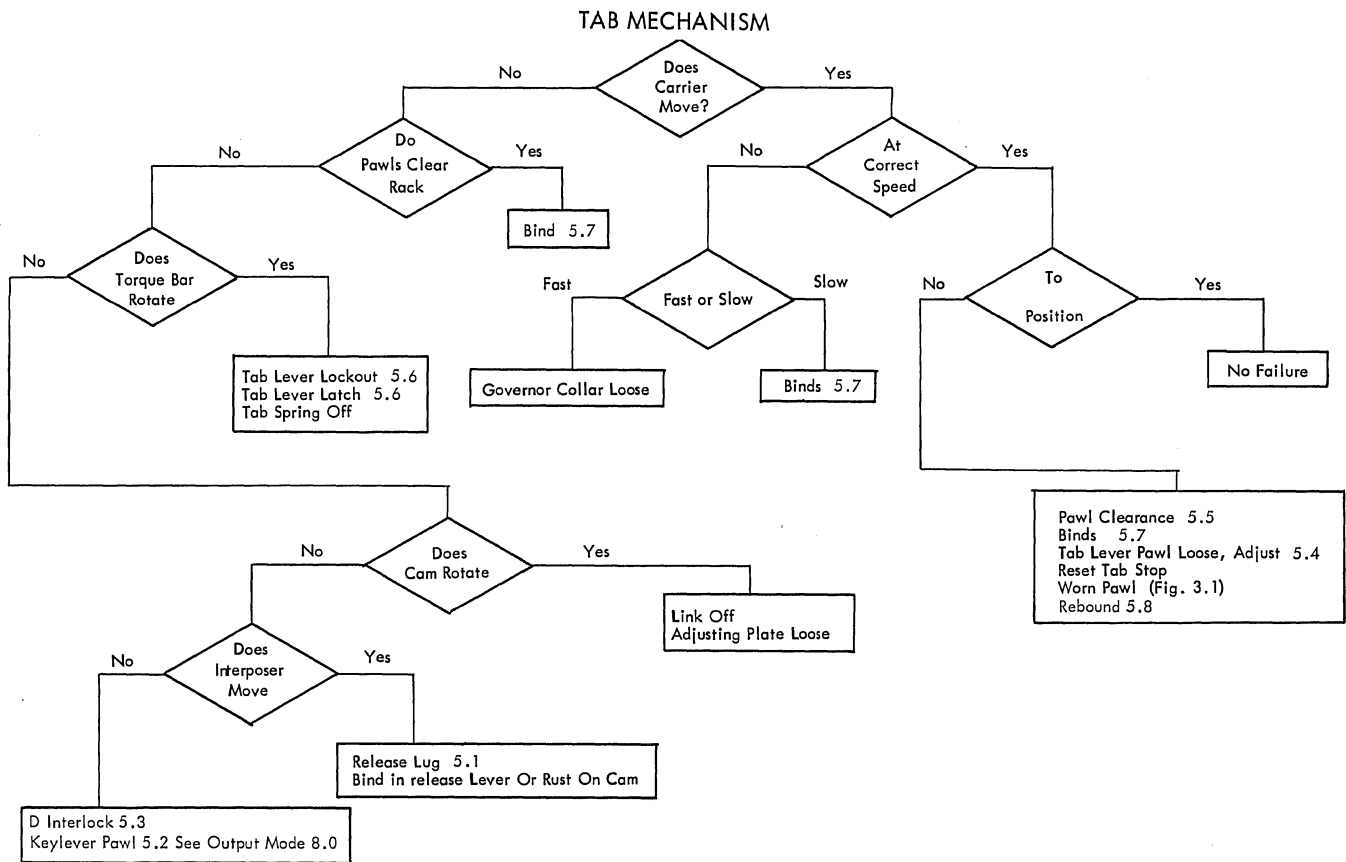 TAB MECHANISM
Does
Carrier
Move?
No
Yes
Do
Pawls Clear
Rack
No
Yes
At
Correct
Speed
No
Yes
Bind 5.7
Does
Torque Bar
Rotate
No
Yes
Fast or Slow
Fast
Slow
To
Position
No
Yes
Tab Lever Lockout 5.6
Tab Lever Latch 5.6
Tab Spring Off
Governor Collar Loose
Binds 5.7
No Failure
Does
Cam Rotate
No
Yes
Pawl Clearance 5.5
Binds 5.7
Tab Lever Pawl Loose, Adjust 5.4
Reset Tab Stop
Worn Pawl (Fig. 3.1)
Rebound 5.8
Link Off
Adjusting Plate Loose
Does
Interposer
Move
No
Yes
Release Lug 5.1
Bind in release Lever Or Rust On Cam
D Interlock 5.3
Keylever Pawl 5.2 See Output Mode 8.0